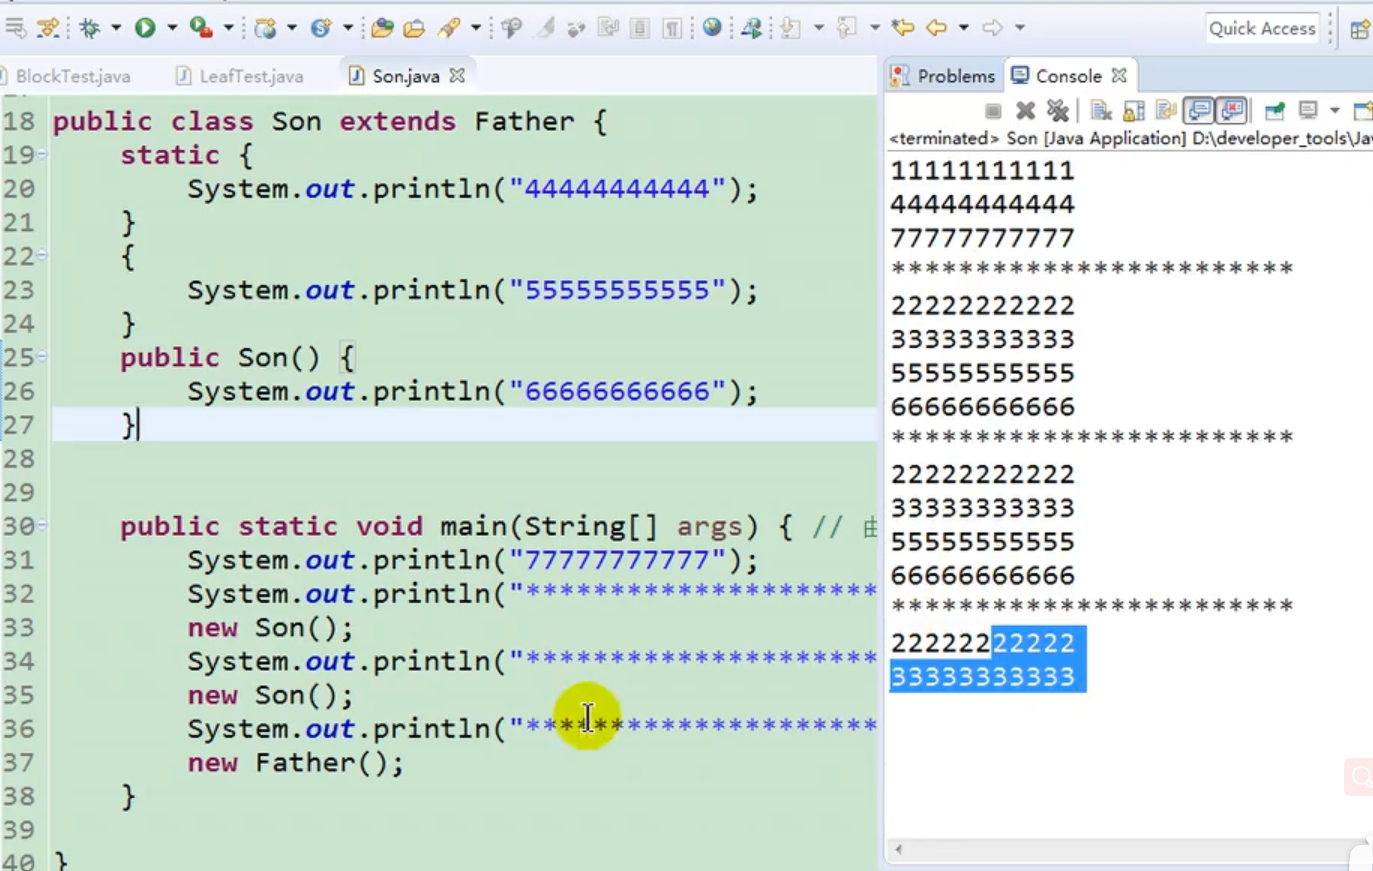 Quick Access
BlockTest.java
LeafTest.java
Son.java
18 public class Son extends Father {
19 static {
20 System.out.println("44444444444");
21 }
22 {
23 System.out.println("55555555555");
24 }
25 public Son() {
26 System.out.println("66666666666");
27 }
28
29
30 public static void main(String[] args) { // 由
31 System.out.println("77777777777");
32 System.out.println("*********************
33 new Son();
34 System.out.println("*********************
35 new Son();
36 System.out.println("*********************
37 new Father();
38 }
39
40 }
Problems
Console
<terminated> Son [Java Application] D:\developer_tools\Ja
11111111111
44444444444
77777777777
************************
22222222222
33333333333
55555555555
66666666666
************************
22222222222
33333333333
55555555555
66666666666
************************
22222222222
33333333333